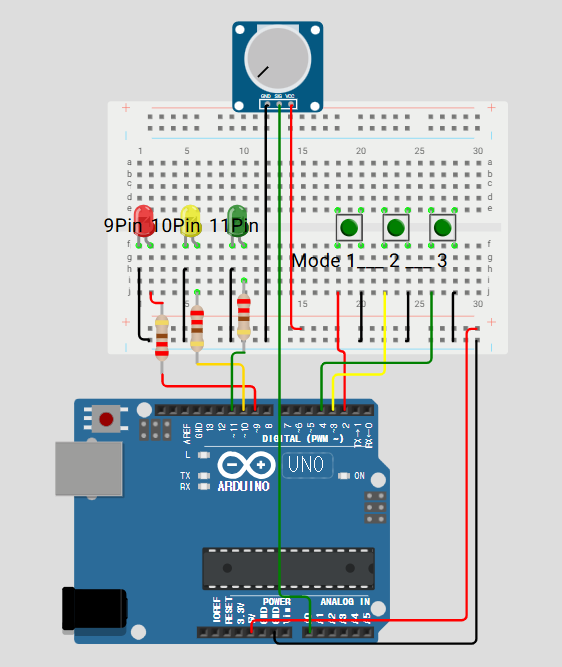 GND SIG VCC
1 5 10 15 20 25 30
a
b
c
d
e
9Pin 10Pin 11Pin
f
g
Mode 1___ 2___ 3
h
i
j
5 15 20 25 30
AREF
GND
13
12
~11
~10
~9
8
7
~6
~5
4
~3
2
TX→1
RX←0
DIGITAL (PWM ~)
L
TX
RX
UNO
ON
ARDUINO
POWER ANALOG IN
IOREF
RESET
3.3V
5V
GND
GND
Vin
A0
A1
A2
A3
A4
A5